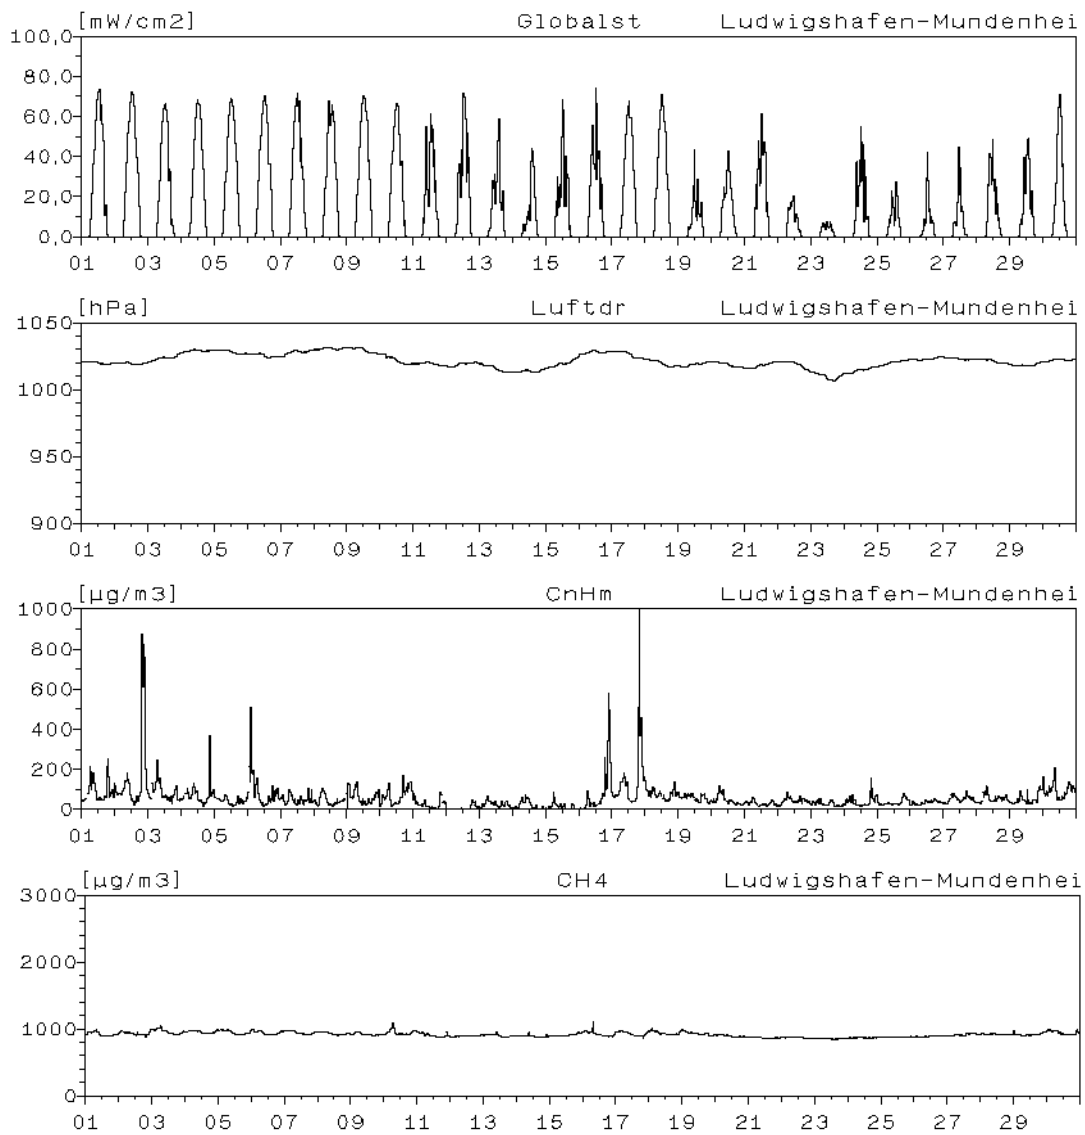 [mW/cm2] Globalst Ludwigshafen-Mundenhei
100,0
80,0
60,0
40,0
20,0
0,0
01 03 05 07 09 11 13 15 17 19 21 23 25 27 29
[hPa] Luftdr Ludwigshafen-Mundenhei
1050
1000
950
900
01 03 05 07 09 11 13 15 17 19 21 23 25 27 29
[µg/m3] CnHm Ludwigshafen-Mundenhei
1000
800
600
400
200
0
01 03 05 07 09 11 13 15 17 19 21 23 25 27 29
[µg/m3] CH4 Ludwigshafen-Mundenhei
3000
2000
1000
0
01 03 05 07 09 11 13 15 17 19 21 23 25 27 29